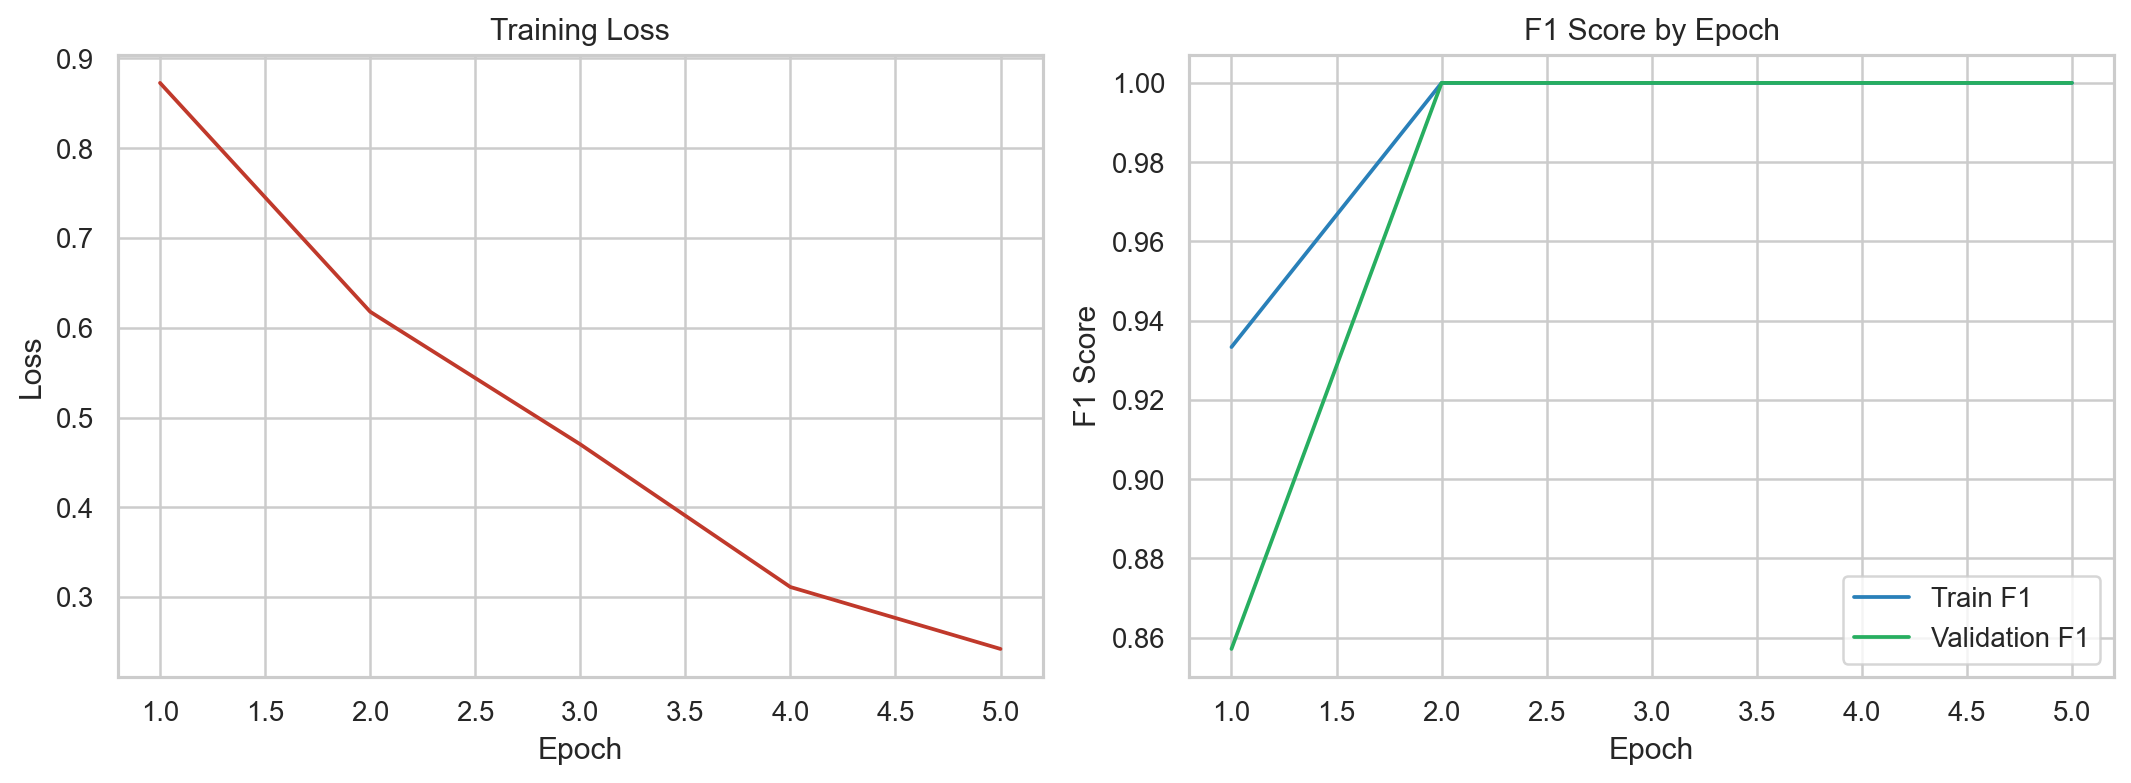 Training Loss
0.9
0.8
0.7
0.6
0.5
0.4
0.3
Loss
1.0 1.5 2.0 2.5 3.0 3.5 4.0 4.5 5.0
Epoch
F1 Score by Epoch
1.00
0.98
0.96
0.94
0.92
0.90
0.88
0.86
F1 Score
Train F1
Validation F1
1.0 1.5 2.0 2.5 3.0 3.5 4.0 4.5 5.0
Epoch